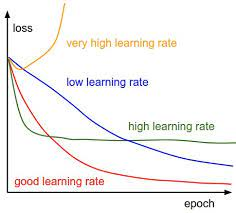 loss
very high learning rate
low learning rate
high learning rate
good learning rate
epoch